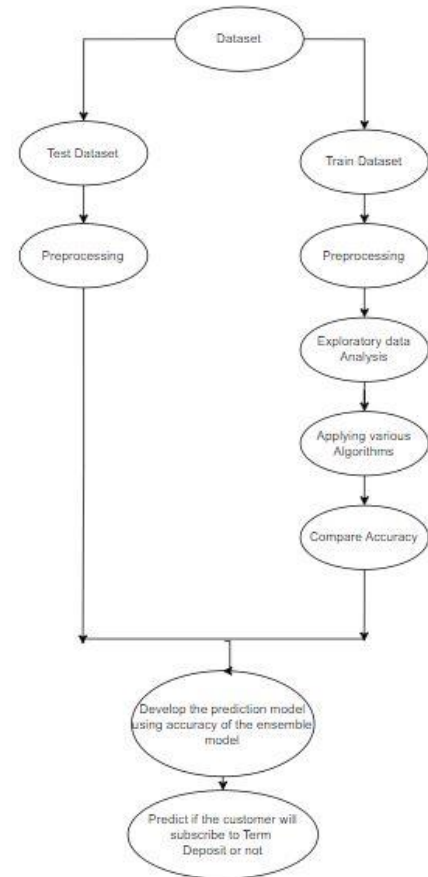 Dataset
Test Dataset
Train Dataset
Preprocessing
Preprocessing
Exploratory data
Analysis
Applying various
Algorithms
Compare Accuracy
Develop the prediction model
using accuracy of the ensemble
model
Predict if the customer will
subscribe to Term
Deposit or not